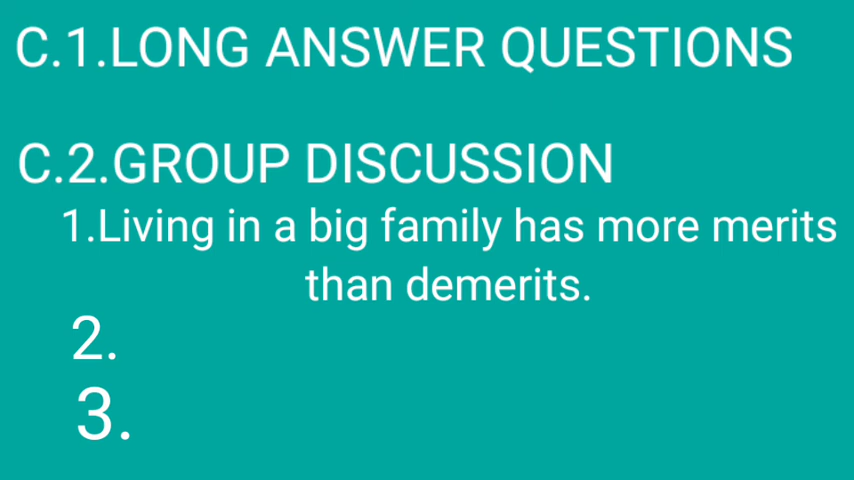 C.1.LONG ANSWER QUESTIONS
C.2.GROUP DISCUSSION
1.Living in a big family has more merits
than demerits.
2.
3.